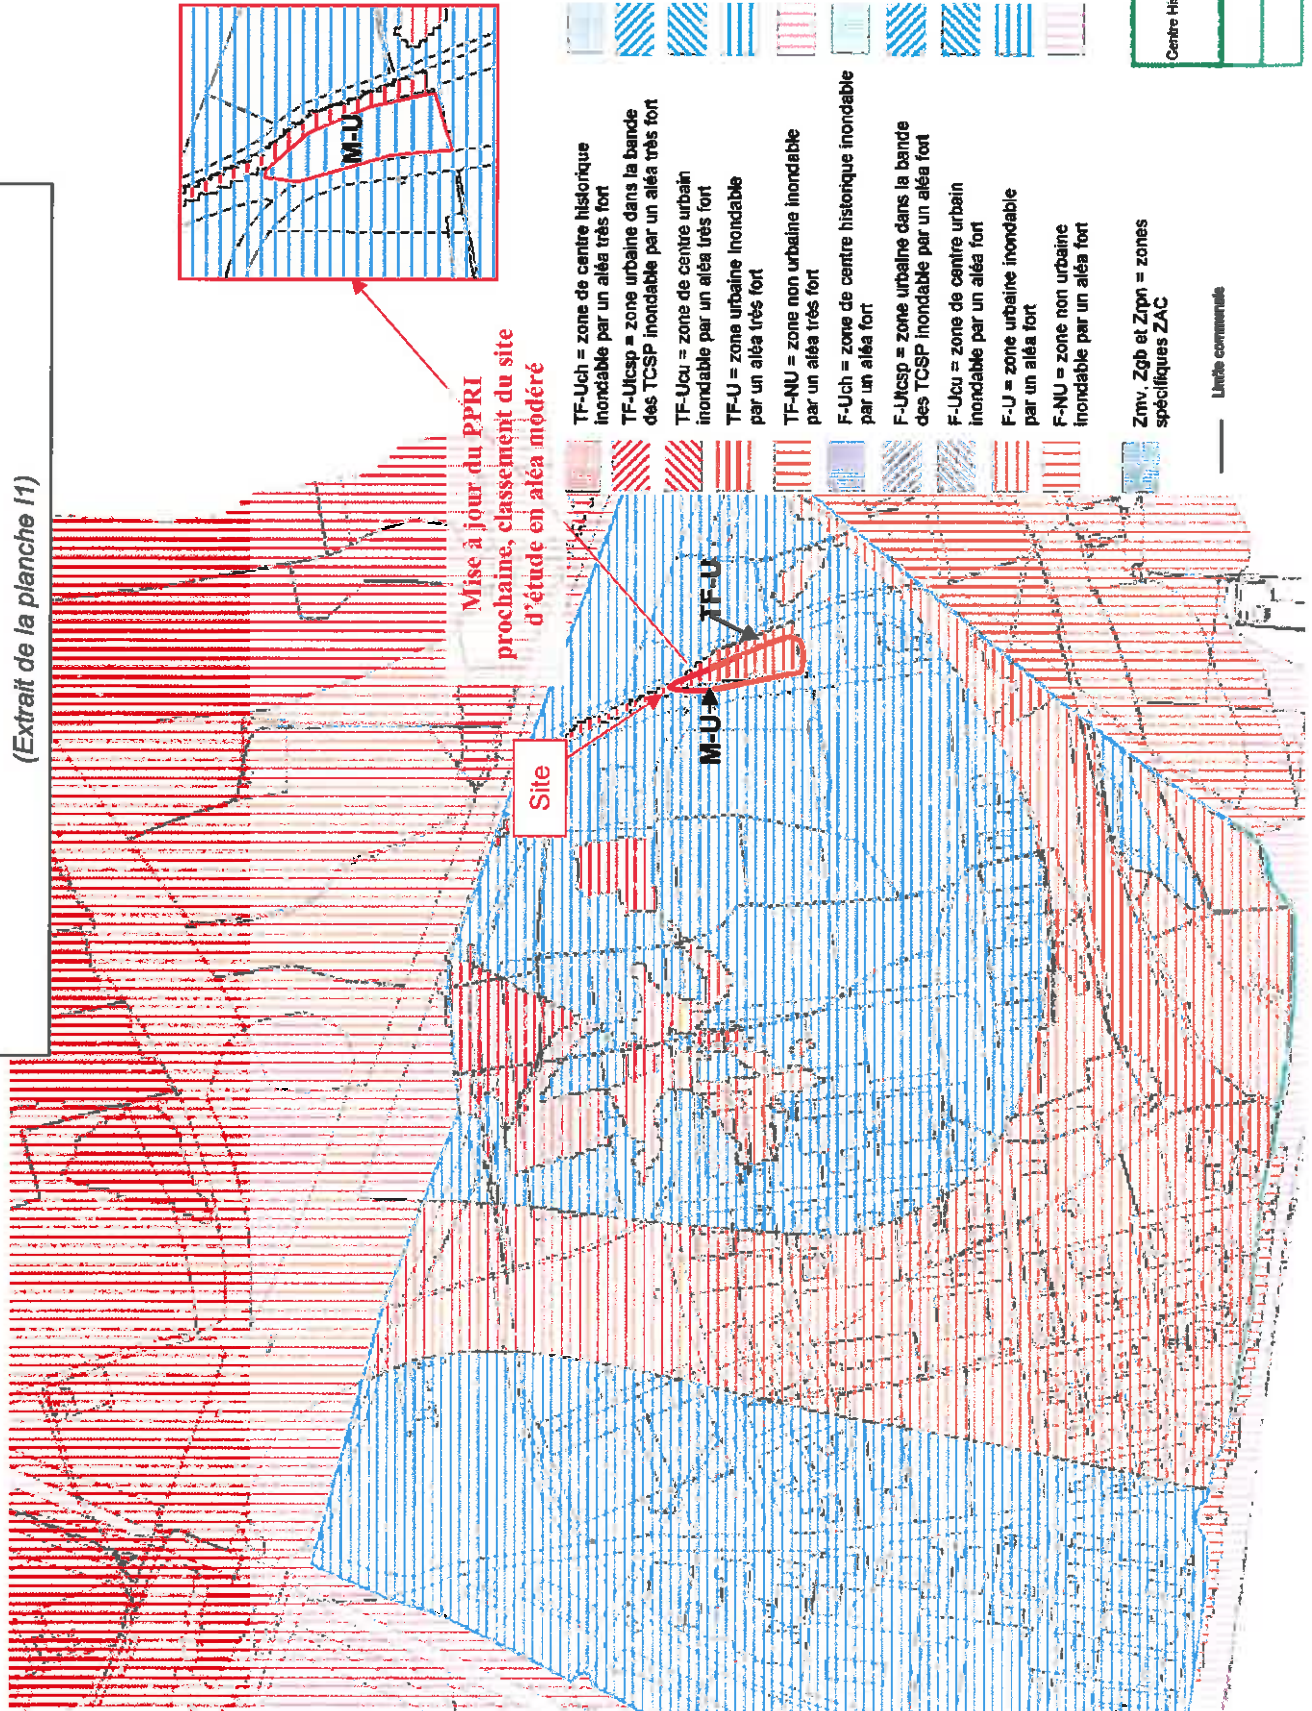 (Extrait de la planche 11)
M-U
Mise à jour du PPRI
prochaine, classement du site
d'étude en aléa modéré
Site
M-U
TF-U
TF-Uch = zone de centre historique
inondable par un aléa très fort
TF-Utcsp = zone urbaine dans la bande
des TCSP inondable par un aléa très fort
TF-Ucu = zone de centre urbain
inondable par un aléa très fort
TF-U = zone urbaine inondable
par un aléa très fort
TF-NU = zone non urbaine inondable
par un aléa très fort
F-Uch = zone de centre historique inondable
par un aléa fort
F-Utcsp = zone urbaine dans la bande
des TCSP inondable par un aléa fort
F-Ucu = zone de centre urbain
inondable par un aléa fort
F-U = zone urbaine inondable
par un aléa fort
F-NU = zone non urbaine
inondable par un aléa fort
Zmv, Zgb et Zrpn = zones
spécifiques ZAC
Limite communale
Centre His